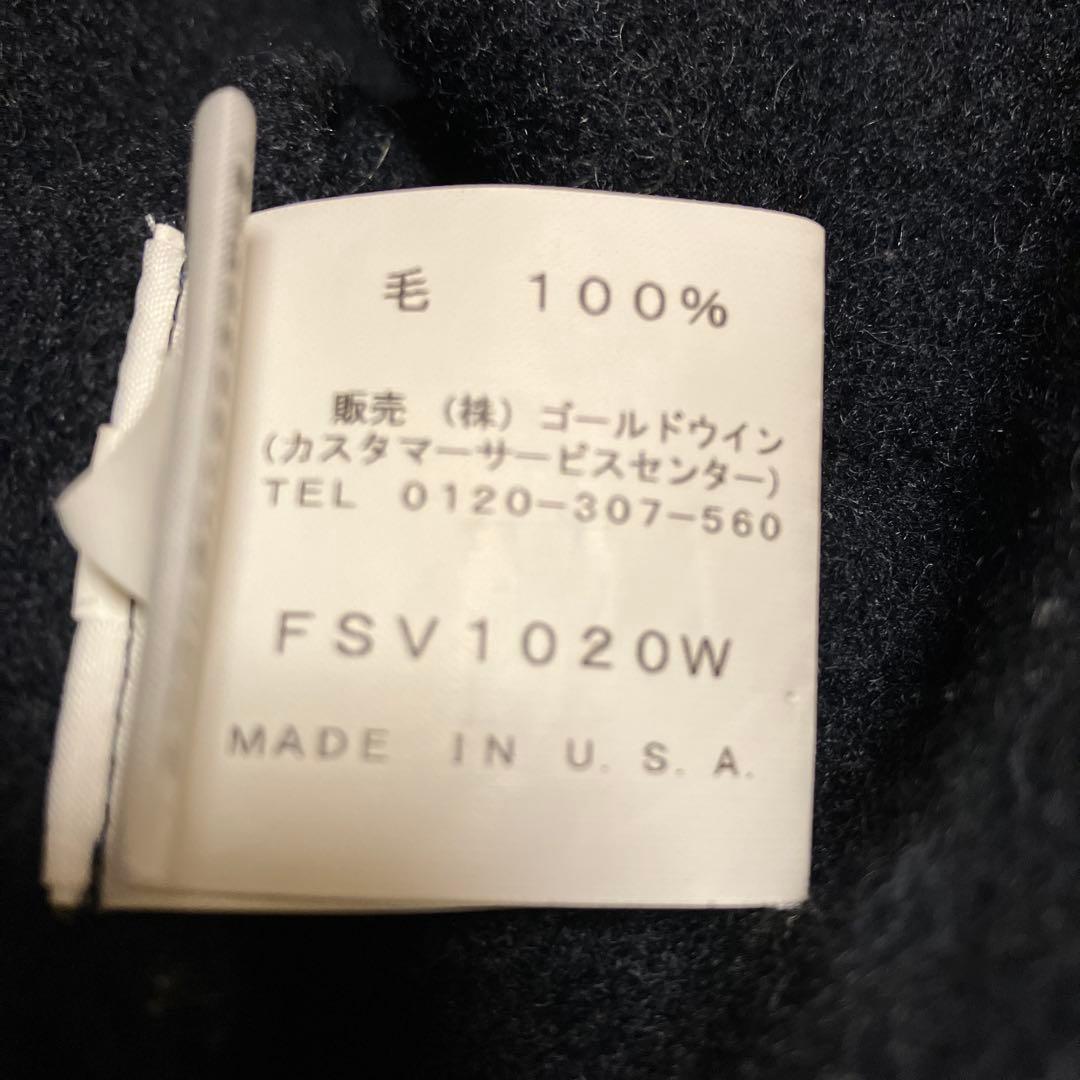 毛 100%
販売 (株) ゴールドウイン
(カスタマーサービスセンター)
TEL 0120-307-560
FSV1020W
MADE IN U. S. A.